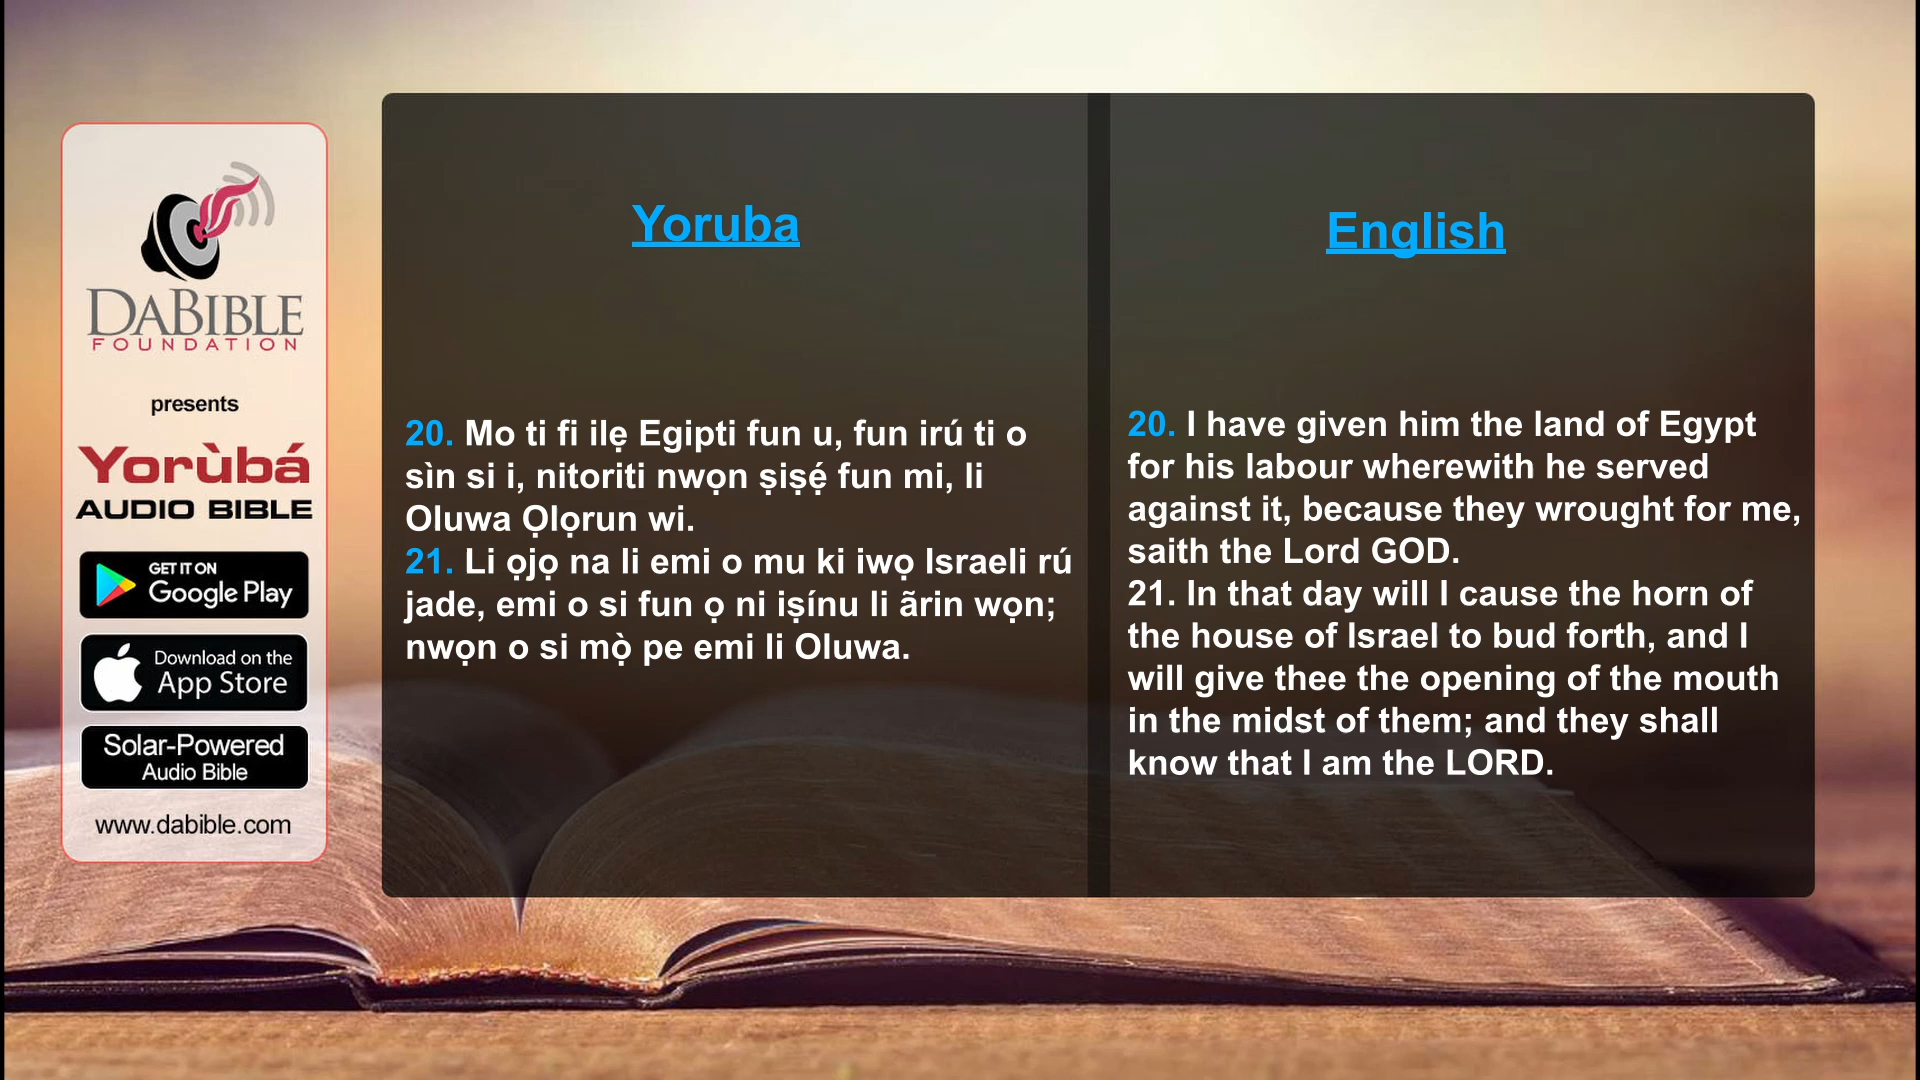 DABIBLE
FOUNDATION
presents
Yorùbá
AUDIO BIBLE
GET IT ON
Google Play
Download on the
App Store
Solar-Powered
Audio Bible
www.dabible.com
Yoruba
20. Mo ti fi ilẹ Egipti fun u, fun irú ti o
sìn si i, nitoriti nwọn ṣiṣẹ́ fun mi, li
Oluwa Ọlọrun wi.
21. Li ọjọ na li emi o mu ki iwọ Israeli rú
jade, emi o si fun ọ ni iṣínu li ãrin wọn;
nwọn o si mọ̀ pe emi li Oluwa.
English
20. I have given him the land of Egypt
for his labour wherewith he served
against it, because they wrought for me,
saith the Lord GOD.
21. In that day will I cause the horn of
the house of Israel to bud forth, and I
will give thee the opening of the mouth
in the midst of them; and they shall
know that I am the LORD.